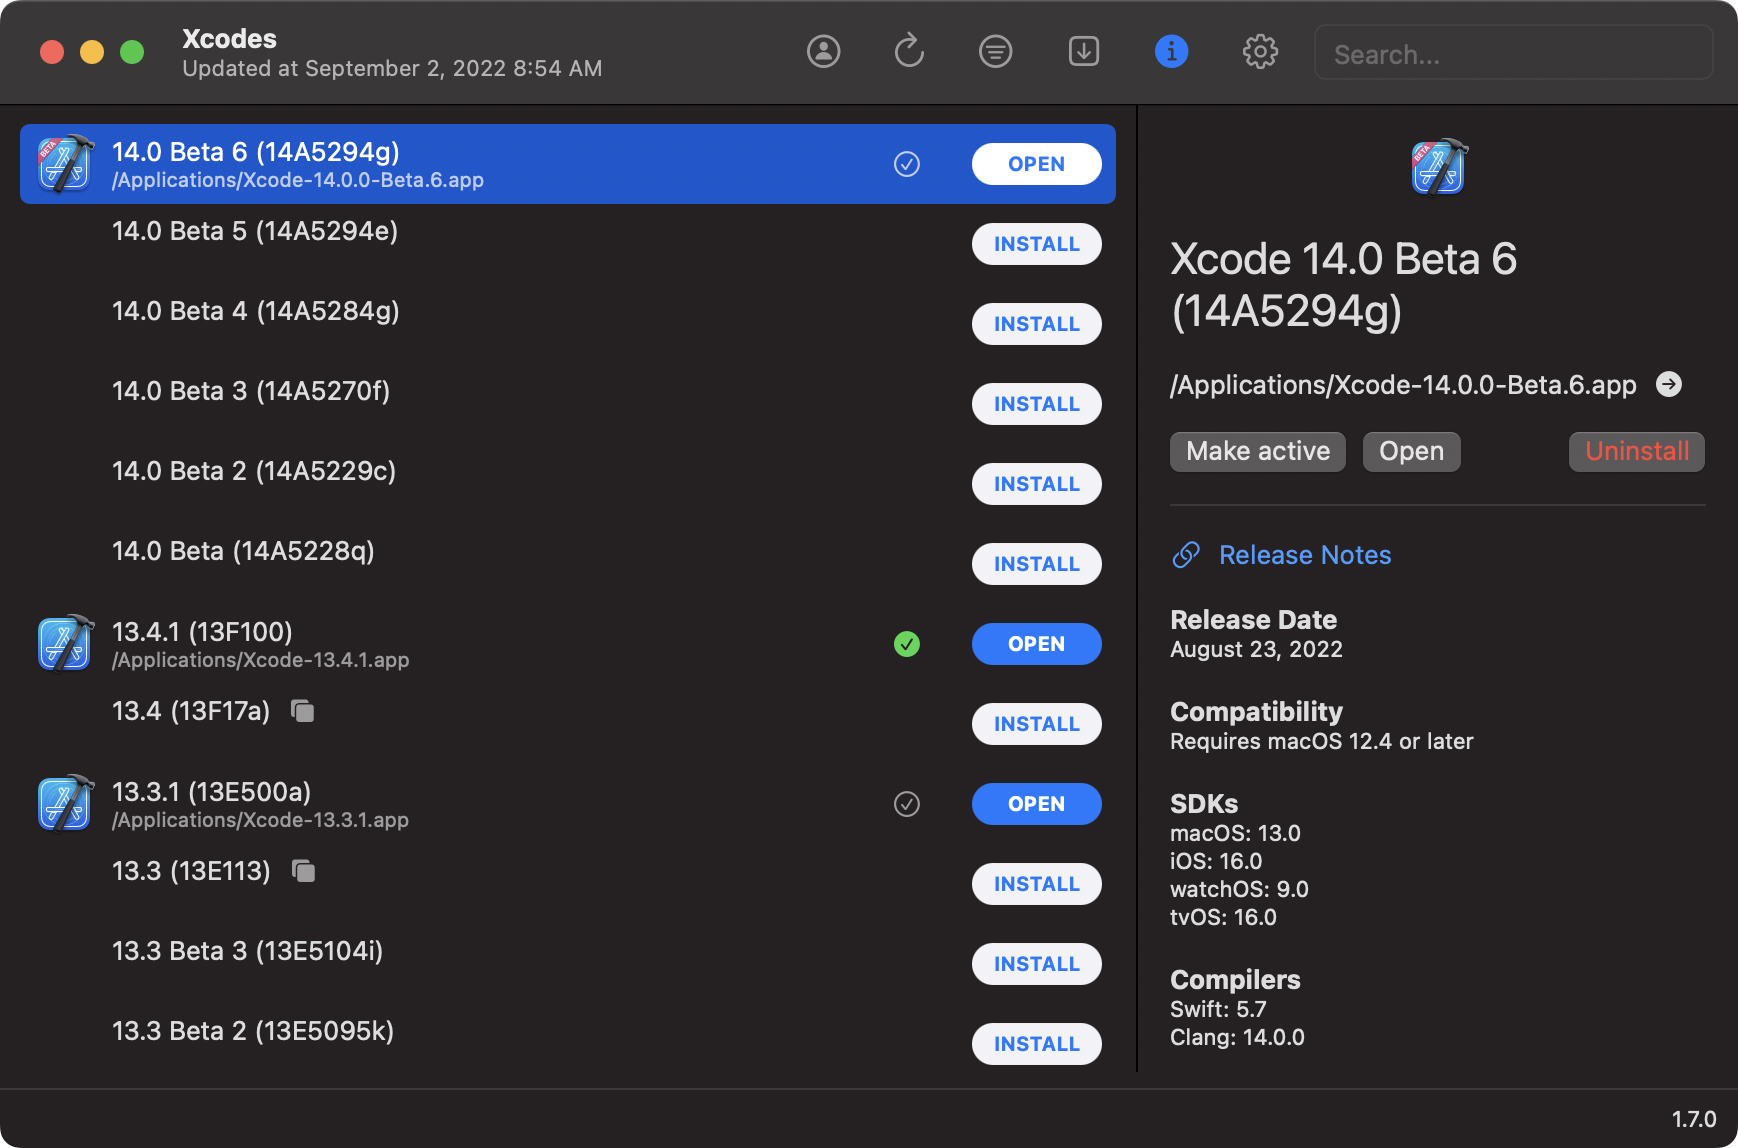 Xcodes
Updated at September 2, 2022 8:54 AM
Search...
14.0 Beta 6 (14A5294g)
/Applications/Xcode-14.0.0-Beta.6.app
OPEN
14.0 Beta 5 (14A5294e)
INSTALL
14.0 Beta 4 (14A5284g)
INSTALL
14.0 Beta 3 (14A5270f)
INSTALL
14.0 Beta 2 (14A5229c)
INSTALL
14.0 Beta (14A5228q)
INSTALL
13.4.1 (13F100)
/Applications/Xcode-13.4.1.app
OPEN
13.4 (13F17a)
INSTALL
13.3.1 (13E500a)
/Applications/Xcode-13.3.1.app
OPEN
13.3 (13E113)
INSTALL
13.3 Beta 3 (13E5104i)
INSTALL
13.3 Beta 2 (13E5095k)
INSTALL
BETA
Xcode 14.0 Beta 6
(14A5294g)
/Applications/Xcode-14.0.0-Beta.6.app
Make active
Open
Uninstall
Release Notes
Release Date
August 23, 2022
Compatibility
Requires macOS 12.4 or later
SDKs
macOS: 13.0
iOS: 16.0
watchOS: 9.0
tvOS: 16.0
Compilers
Swift: 5.7
Clang: 14.0.0
1.7.0